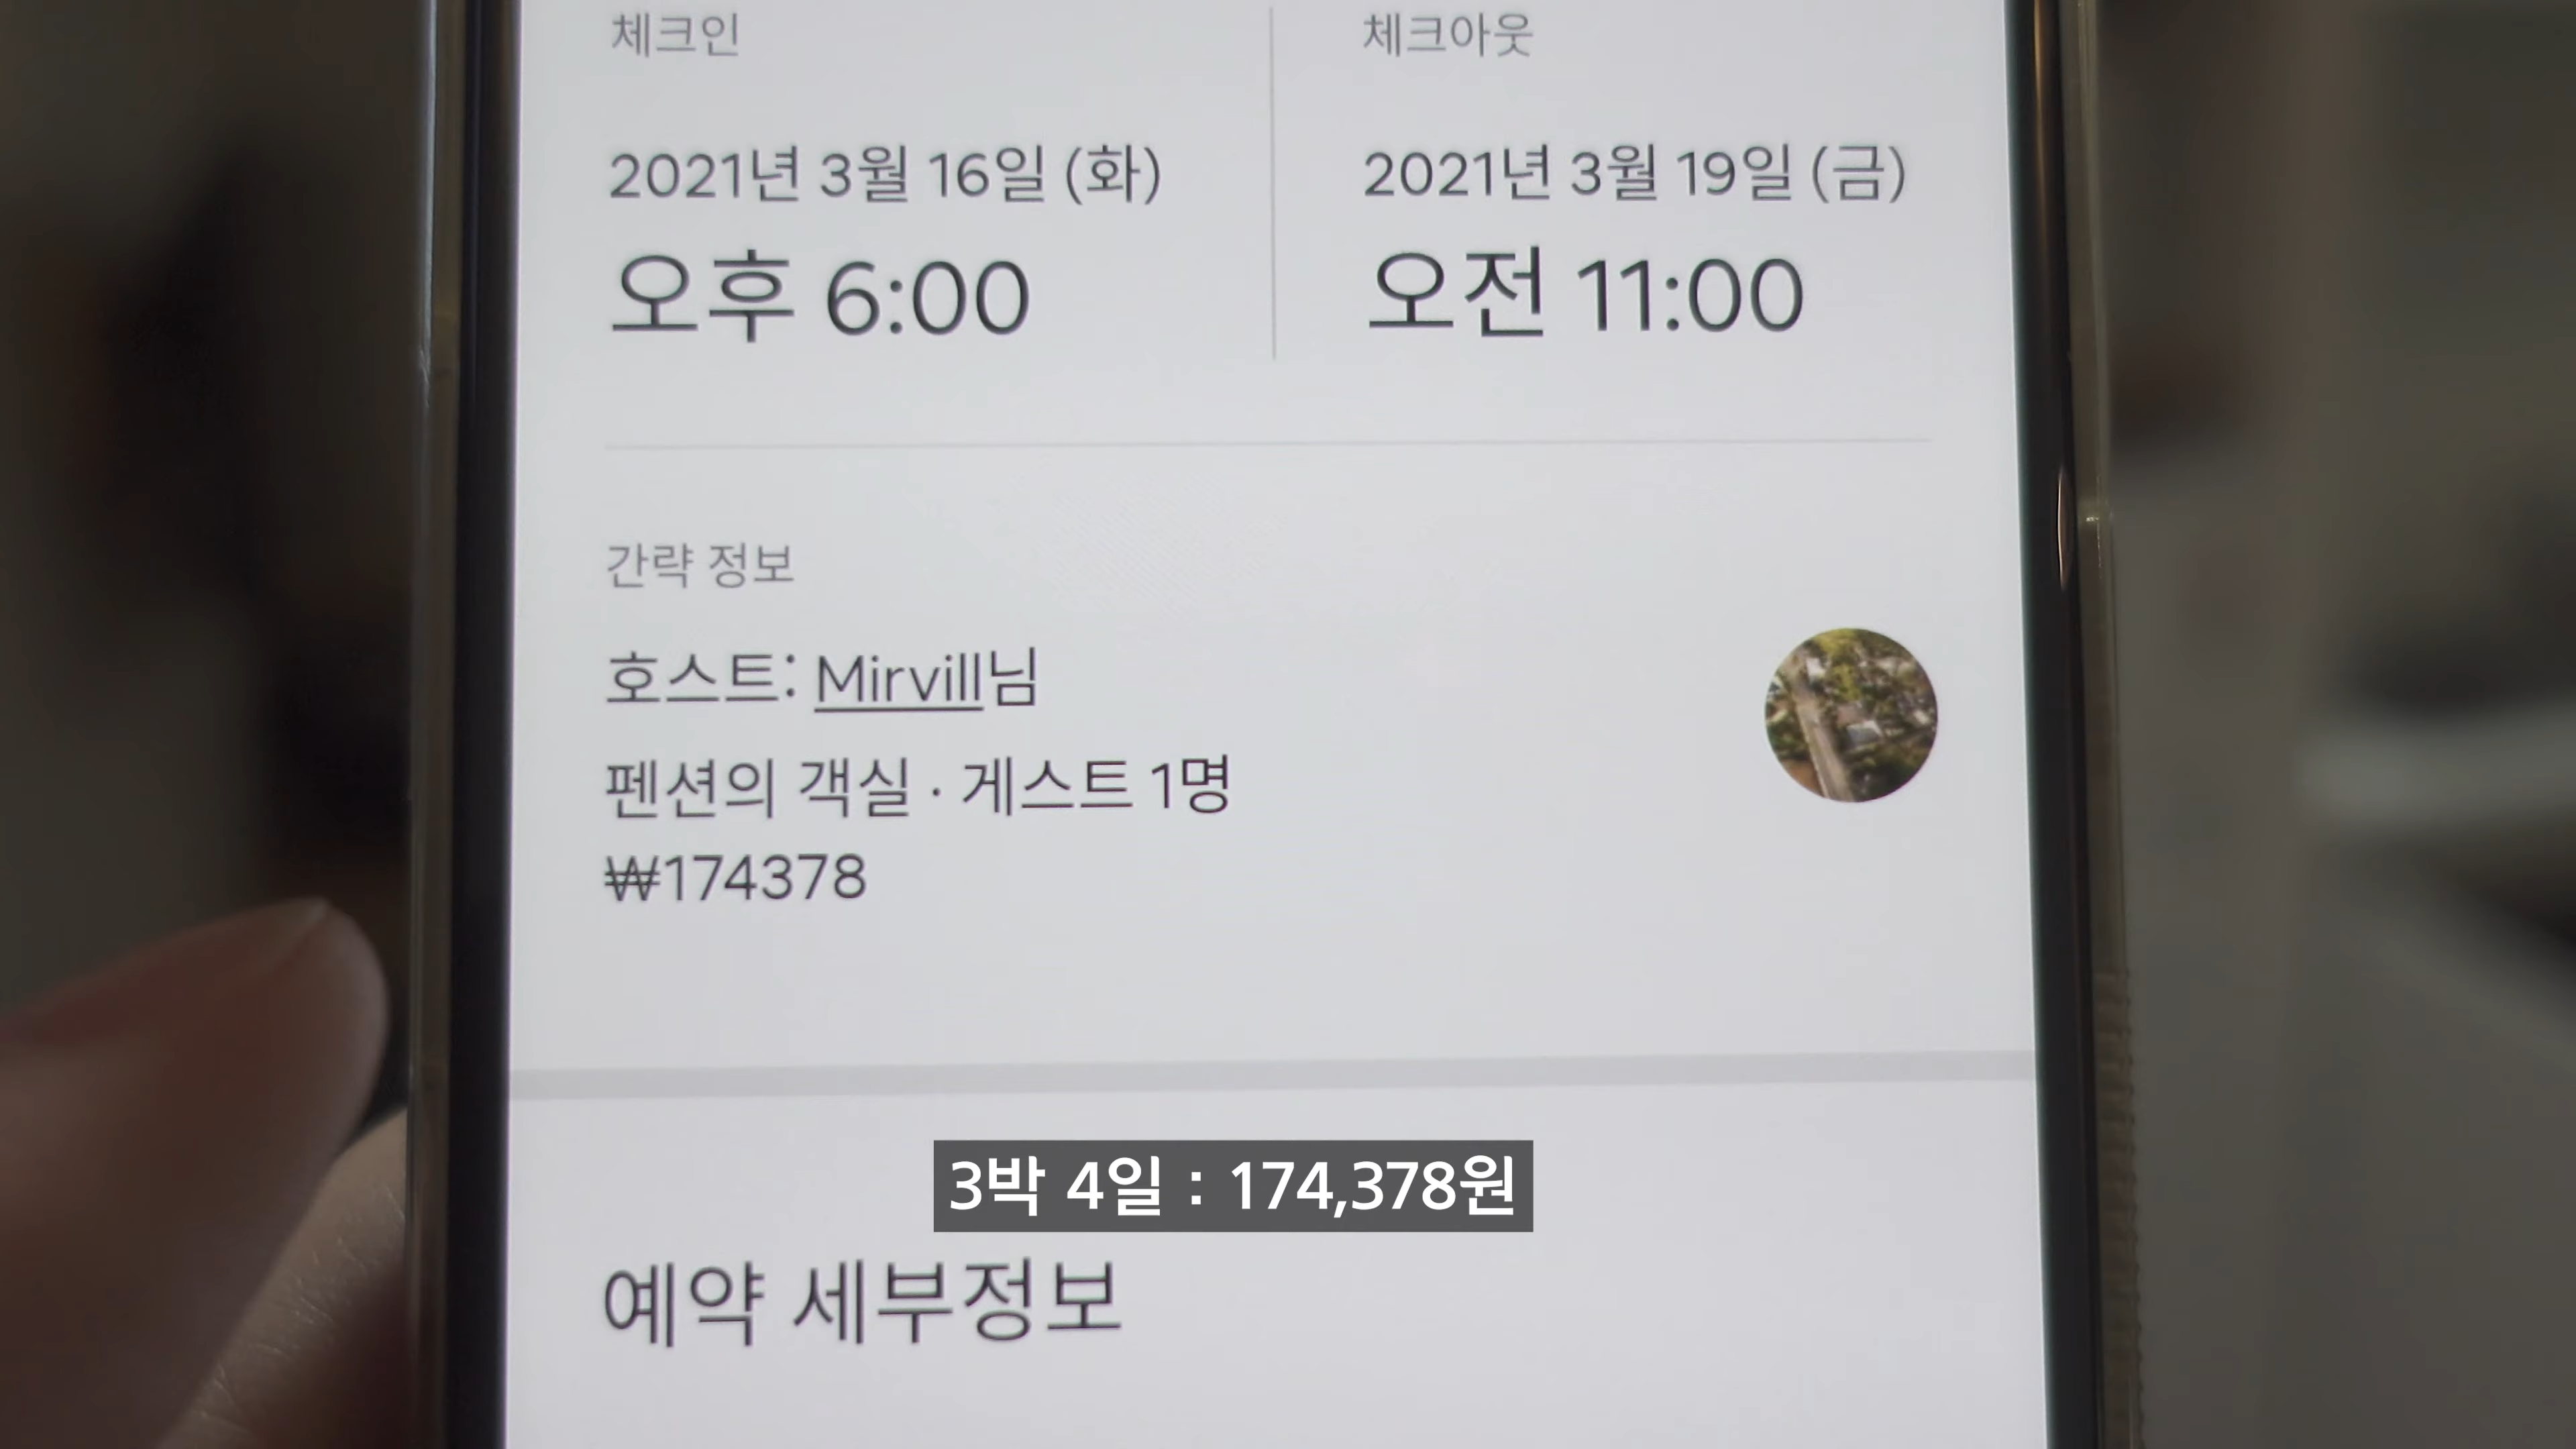 체크인
체크아웃
2021년 3월 16일 (화)
2021년 3월 19일 (금)
오후 6:00
오전 11:00
간략 정보
호스트: Mirvill님
펜션의 객실 · 게스트 1명
₩174378
3박 4일 : 174,378원
예약 세부정보